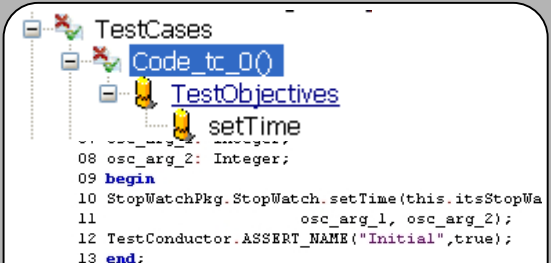 TestCases
Code_tc_0()
TestObjectives
setTime
08 osc_arg_2: Integer;
09 begin
10 StopWatchPkg.StopWatch.setTime(this.itsStopWa
11 osc_arg_1, osc_arg_2);
12 TestConductor.ASSERT_NAME("Initial",true);
13 end;